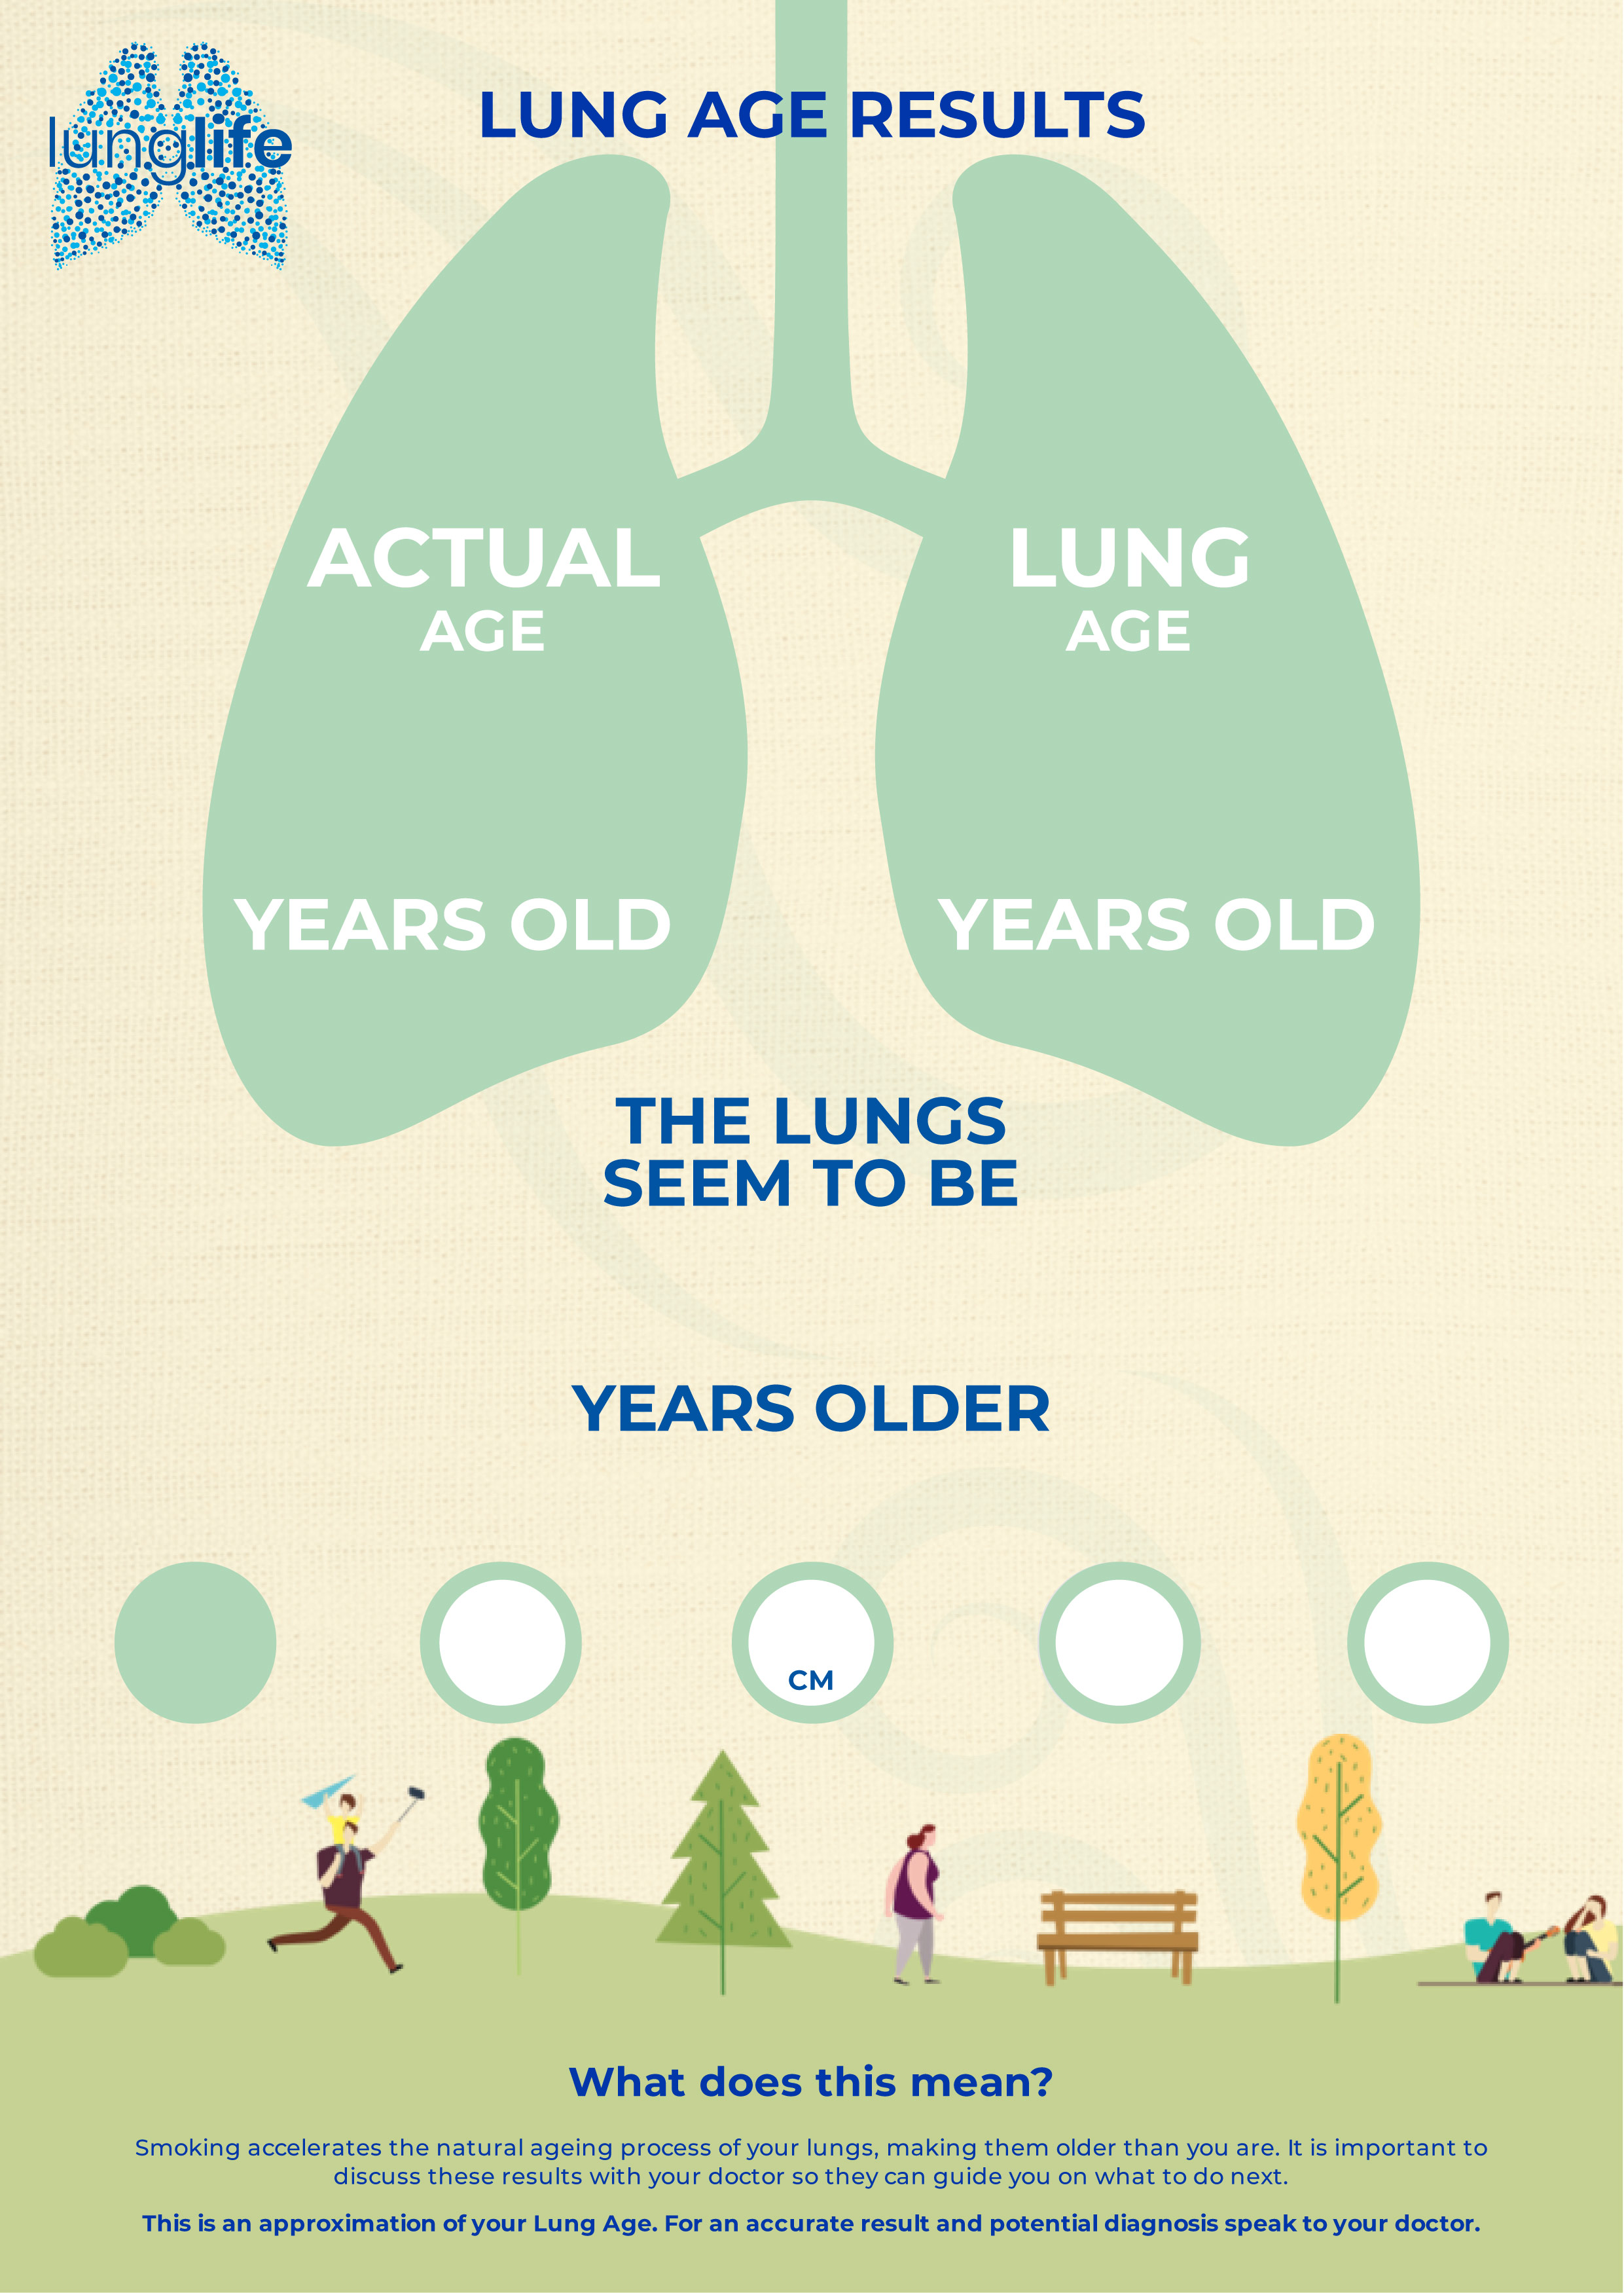 lunglife
LUNG AGE RESULTS
ACTUAL
AGE
YEARS OLD
LUNG
AGE
YEARS OLD
THE LUNGS
SEEM TO BE
YEARS OLDER
CM
What does this mean?
Smoking accelerates the natural ageing process of your lungs, making them older than you are. It is important to
discuss these results with your doctor so they can guide you on what to do next.
This is an approximation of your Lung Age. For an accurate result and potential diagnosis speak to your doctor.